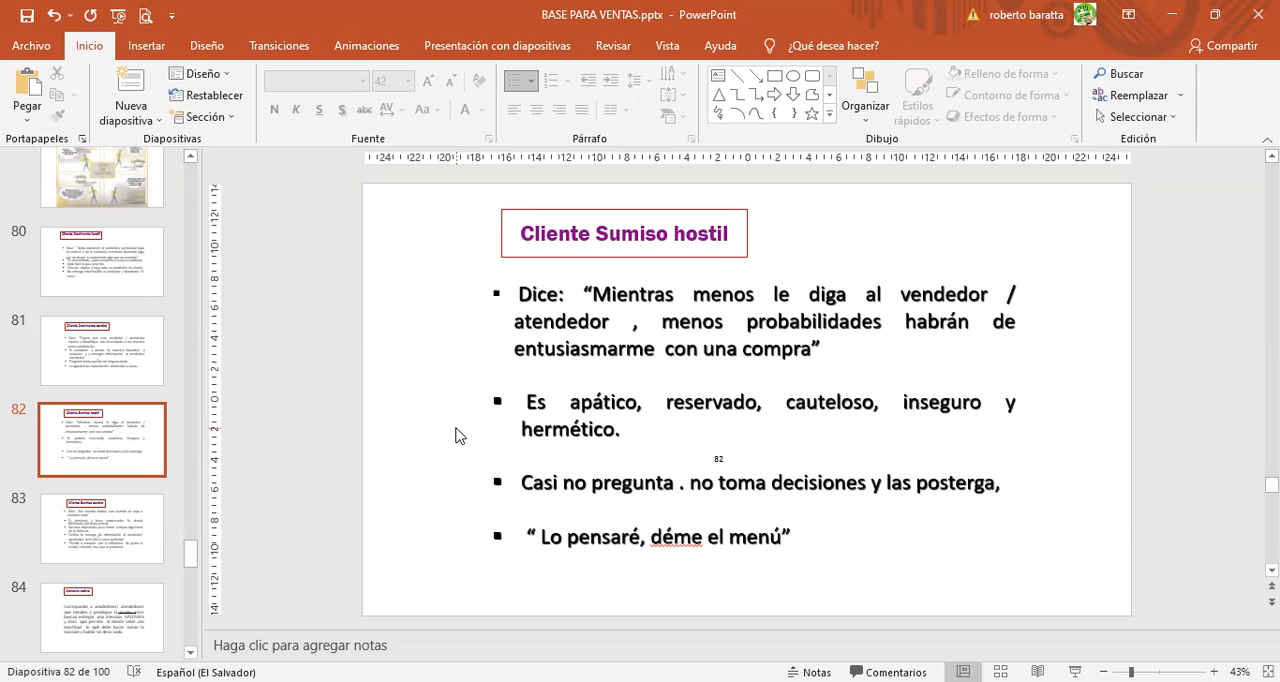 BASE PARA VENTAS.pptx - PowerPoint
roberto baratta
Archivo Inicio Insertar Diseño Transiciones Animaciones Presentación con diapositivas Revisar Vista Ayuda ¿Qué desea hacer? Compartir
Pegar
Nueva diapositiva
Diseño
Restablecer
Sección
42
N K S S abc AV Aa A
Organizar
Estilos rápidos
Relleno de forma
Contorno de forma
Efectos de forma
Buscar
Reemplazar
Seleccionar
Portapapeles Diapositivas Fuente Párrafo Dibujo Edición
80
81
82
83
84
Cliente Sumiso hostil
▪ Dice: “Mientras menos le diga al vendedor /
atendedor , menos probabilidades habrán de
entusiasmarme con una compra”
▪ Es apático, reservado, cauteloso, inseguro y
hermético.
82
▪ Casi no pregunta . no toma decisiones y las posterga,
▪ “ Lo pensaré, déme el menú”
Haga clic para agregar notas
Diapositiva 82 de 100 Español (El Salvador) Notas Comentarios 43%